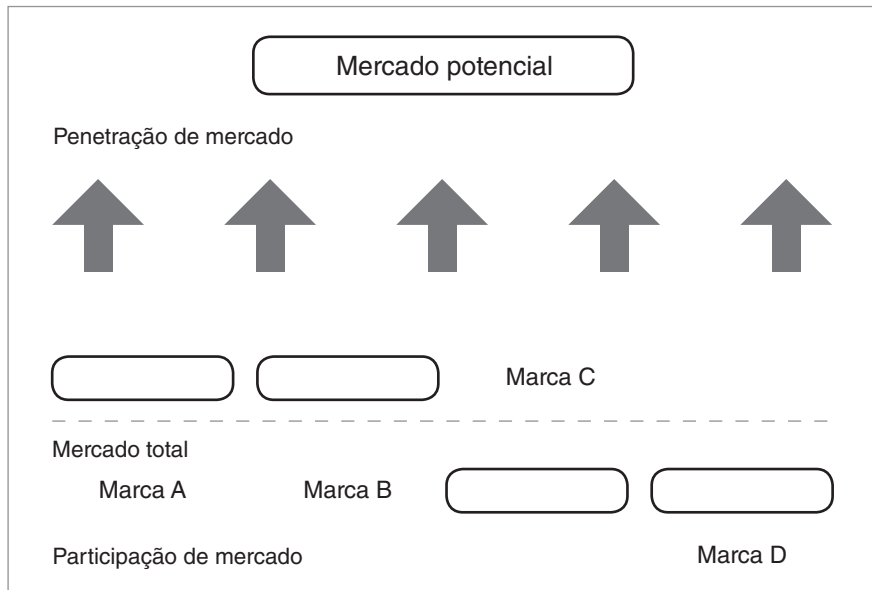 Mercado potencial
Penetração de mercado
Marca C
Mercado total
Marca A Marca B
Participação de mercado Marca D